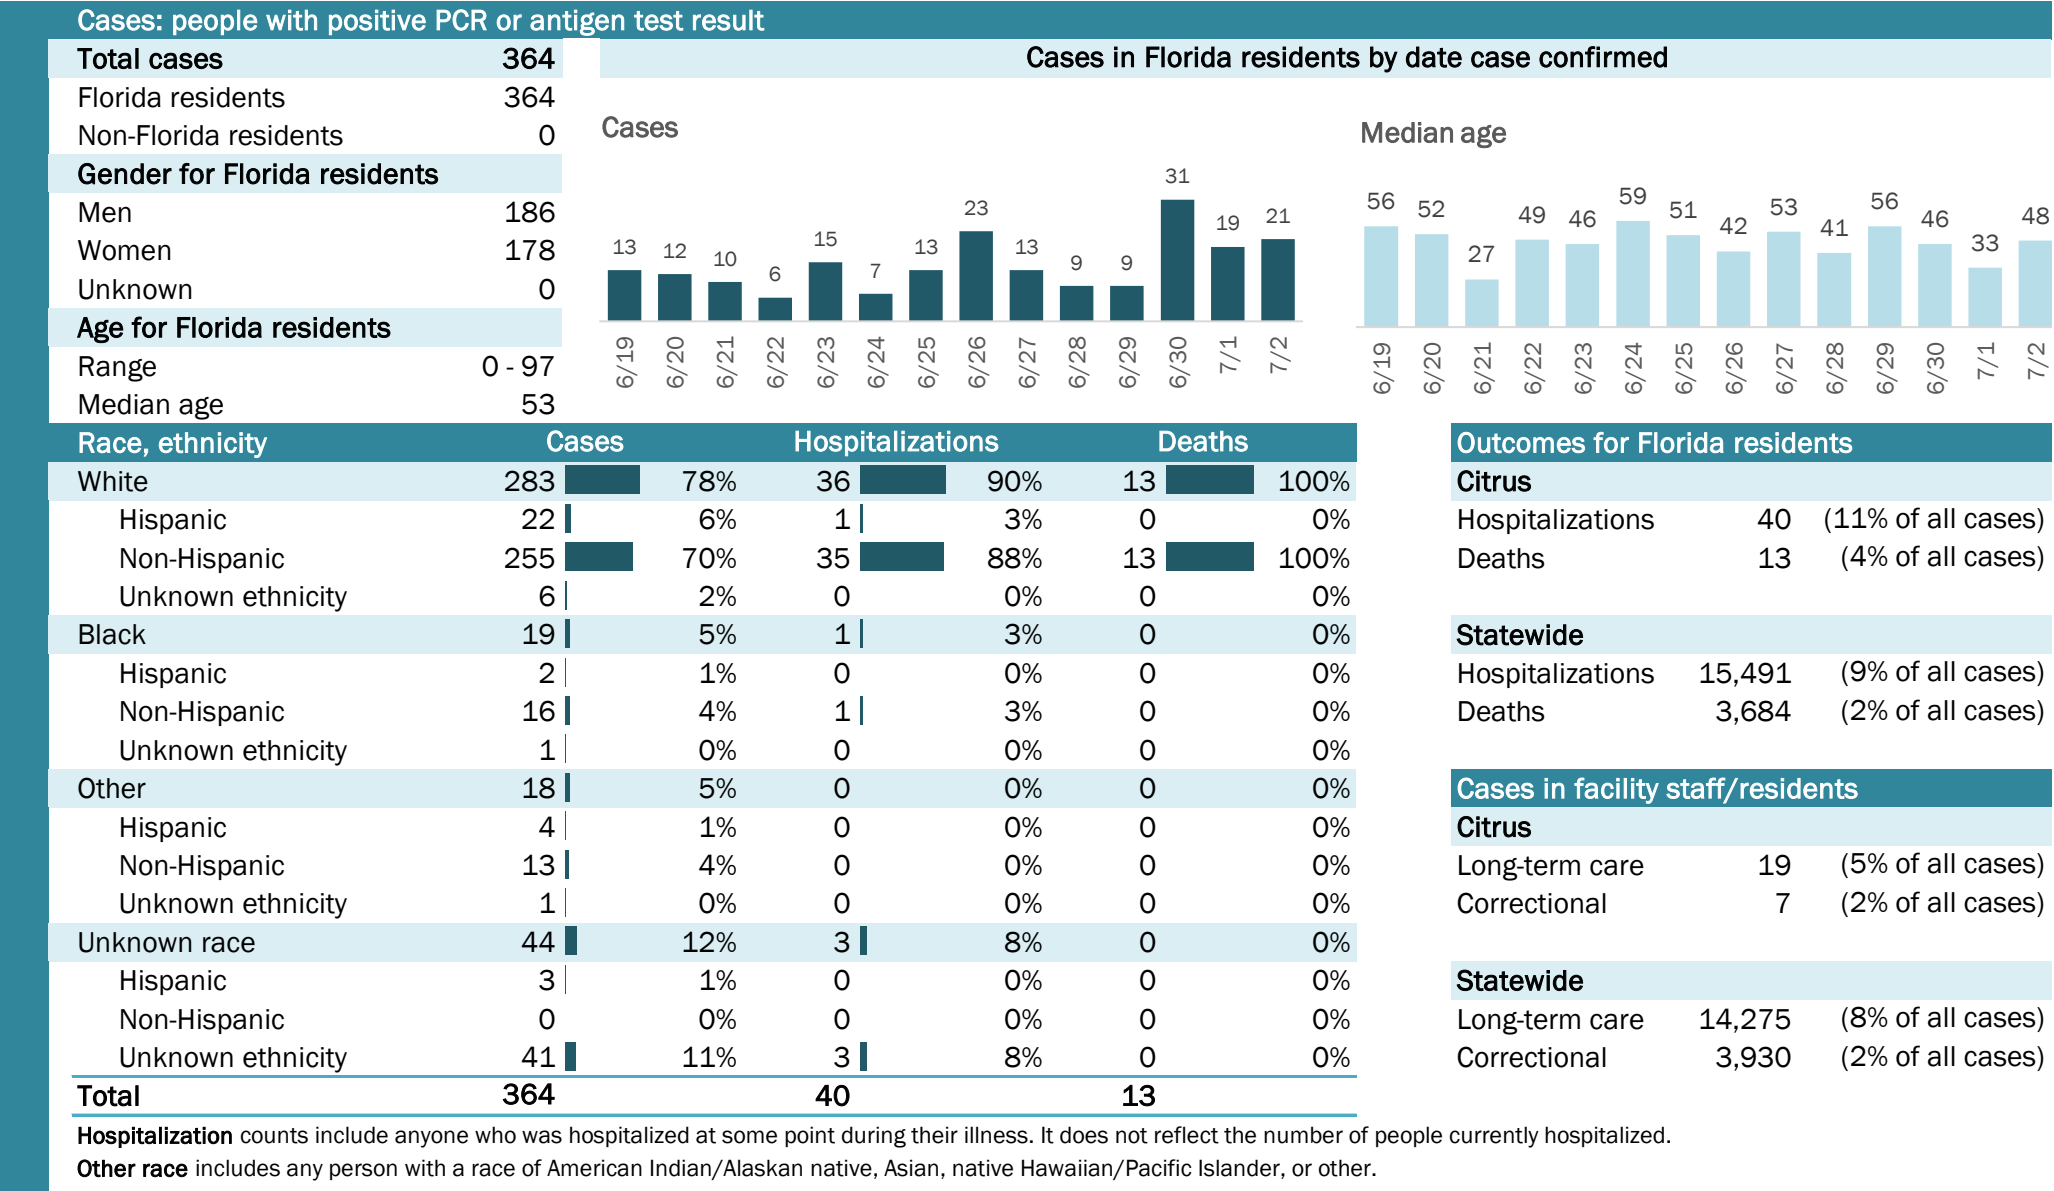 Cases: people with positive PCR or antigen test result
Total cases 364
Florida residents 364
Non-Florida residents 0
Gender for Florida residents
Men 186
Women 178
Unknown 0
Age for Florida residents
Range 0 - 97
Median age 53
Cases in Florida residents by date case confirmed
Cases
13 12 10 6 15 7 13 23 13 9 9 31 19 21
6/19 6/20 6/21 6/22 6/23 6/24 6/25 6/26 6/27 6/28 6/29 6/30 7/1 7/2
Median age
56 52 27 49 46 59 51 42 53 41 56 46 33 48
6/19 6/20 6/21 6/22 6/23 6/24 6/25 6/26 6/27 6/28 6/29 6/30 7/1 7/2
Race, ethnicity Cases Hospitalizations Deaths
White 283 78% 36 90% 13 100%
Hispanic 22 6% 1 3% 0 0%
Non-Hispanic 255 70% 35 88% 13 100%
Unknown ethnicity 6 2% 0 0% 0 0%
Black 19 5% 1 3% 0 0%
Hispanic 2 1% 0 0% 0 0%
Non-Hispanic 16 4% 1 3% 0 0%
Unknown ethnicity 1 0% 0 0% 0 0%
Other 18 5% 0 0% 0 0%
Hispanic 4 1% 0 0% 0 0%
Non-Hispanic 13 4% 0 0% 0 0%
Unknown ethnicity 1 0% 0 0% 0 0%
Unknown race 44 12% 3 8% 0 0%
Hispanic 3 1% 0 0% 0 0%
Non-Hispanic 0 0% 0 0% 0 0%
Unknown ethnicity 41 11% 3 8% 0 0%
Total 364 40 13
Outcomes for Florida residents
Citrus
Hospitalizations 40 (11% of all cases)
Deaths 13 (4% of all cases)
Statewide
Hospitalizations 15,491 (9% of all cases)
Deaths 3,684 (2% of all cases)
Cases in facility staff/residents
Citrus
Long-term care 19 (5% of all cases)
Correctional 7 (2% of all cases)
Statewide
Long-term care 14,275 (8% of all cases)
Correctional 3,930 (2% of all cases)
Hospitalization counts include anyone who was hospitalized at some point during their illness. It does not reflect the number of people currently hospitalized.
Other race includes any person with a race of American Indian/Alaskan native, Asian, native Hawaiian/Pacific Islander, or other.